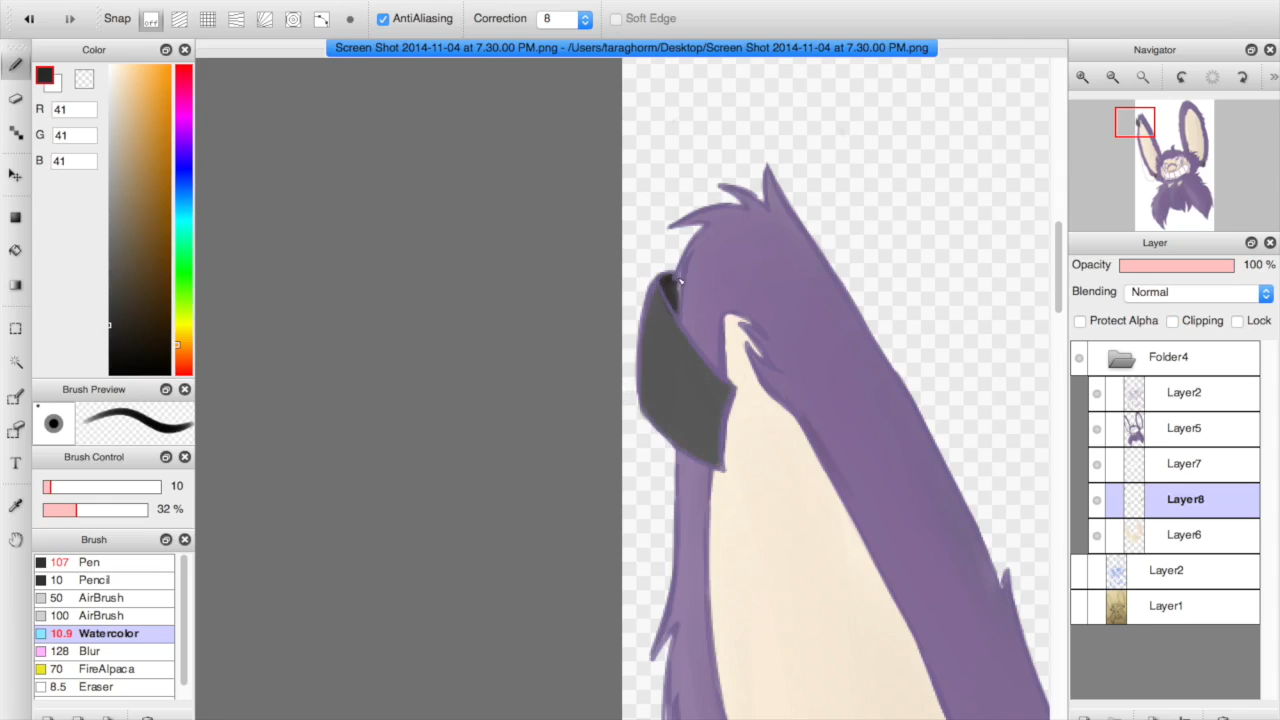 Snap off AntiAliasing Correction 8 Soft Edge
Screen Shot 2014-11-04 at 7.30.00 PM.png - /Users/taraghorm/Desktop/Screen Shot 2014-11-04 at 7.30.00 PM.png
Color
R 41
G 41
B 41
Brush Preview
Brush Control
10
32 %
Brush
107 Pen
10 Pencil
50 AirBrush
100 AirBrush
10.9 Watercolor
128 Blur
70 FireAlpaca
8.5 Eraser
T
Navigator
»
Layer
Opacity 100 %
Blending Normal
Protect Alpha Clipping Lock
Folder4
Layer2
Layer5
Layer7
Layer8
Layer6
Layer2
Layer1